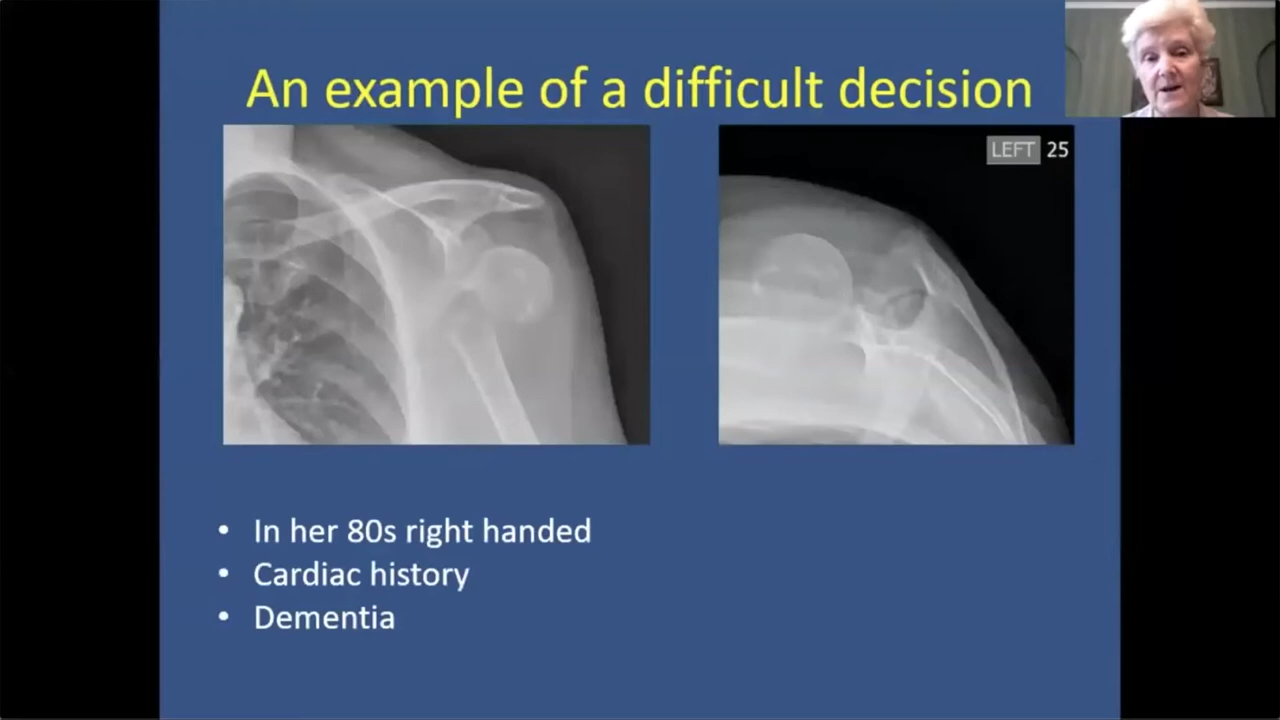 An example of a difficult decision
LEFT 25
• In her 80s right handed
• Cardiac history
• Dementia